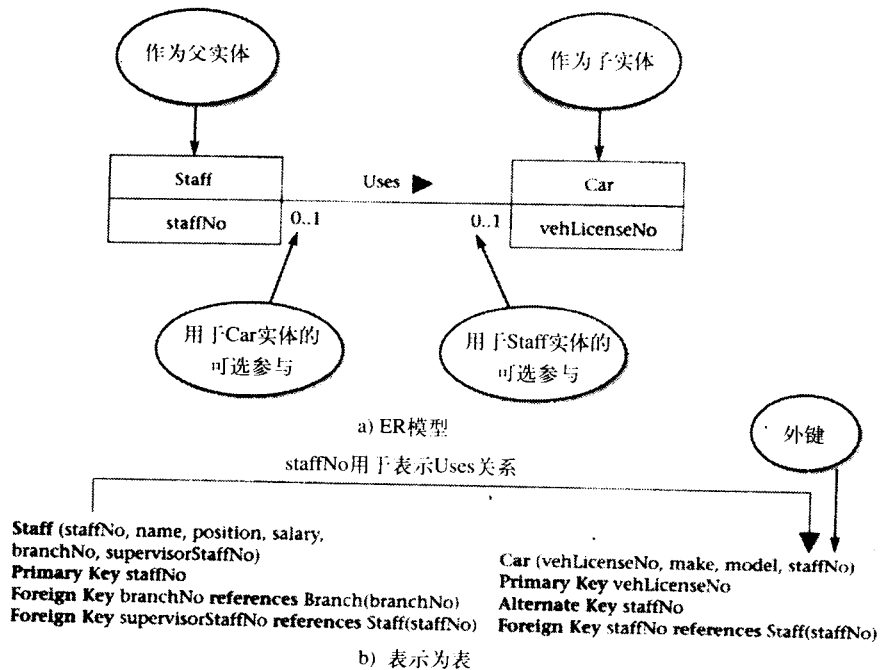 作为父实体
作为子实体
Staff
Uses
Car
staffNo
0..1
0..1
vehLicenseNo
用于Car实体的
可选参与
用于Staff实体的
可选参与
a) ER模型
外键
staffNo用于表示Uses关系
Staff (staffNo, name, position, salary,
branchNo, supervisorStaffNo)
Primary Key staffNo
Foreign Key branchNo references Branch(branchNo)
Foreign Key supervisorStaffNo references Staff(staffNo)
Car (vehLicenseNo, make, model, staffNo)
Primary Key vehLicenseNo
Alternate Key staffNo
Foreign Key staffNo references Staff(staffNo)
b) 表示为表